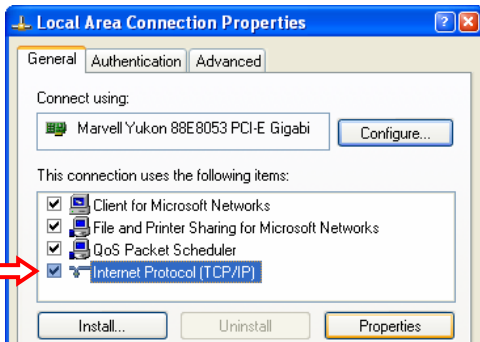 Local Area Connection Properties
General Authentication Advanced
Connect using:
Marvell Yukon 88E8053 PCI-E Gigabi Configure...
This connection uses the following items:
Client for Microsoft Networks
File and Printer Sharing for Microsoft Networks
QoS Packet Scheduler
Internet Protocol (TCP/IP)
Install... Uninstall Properties